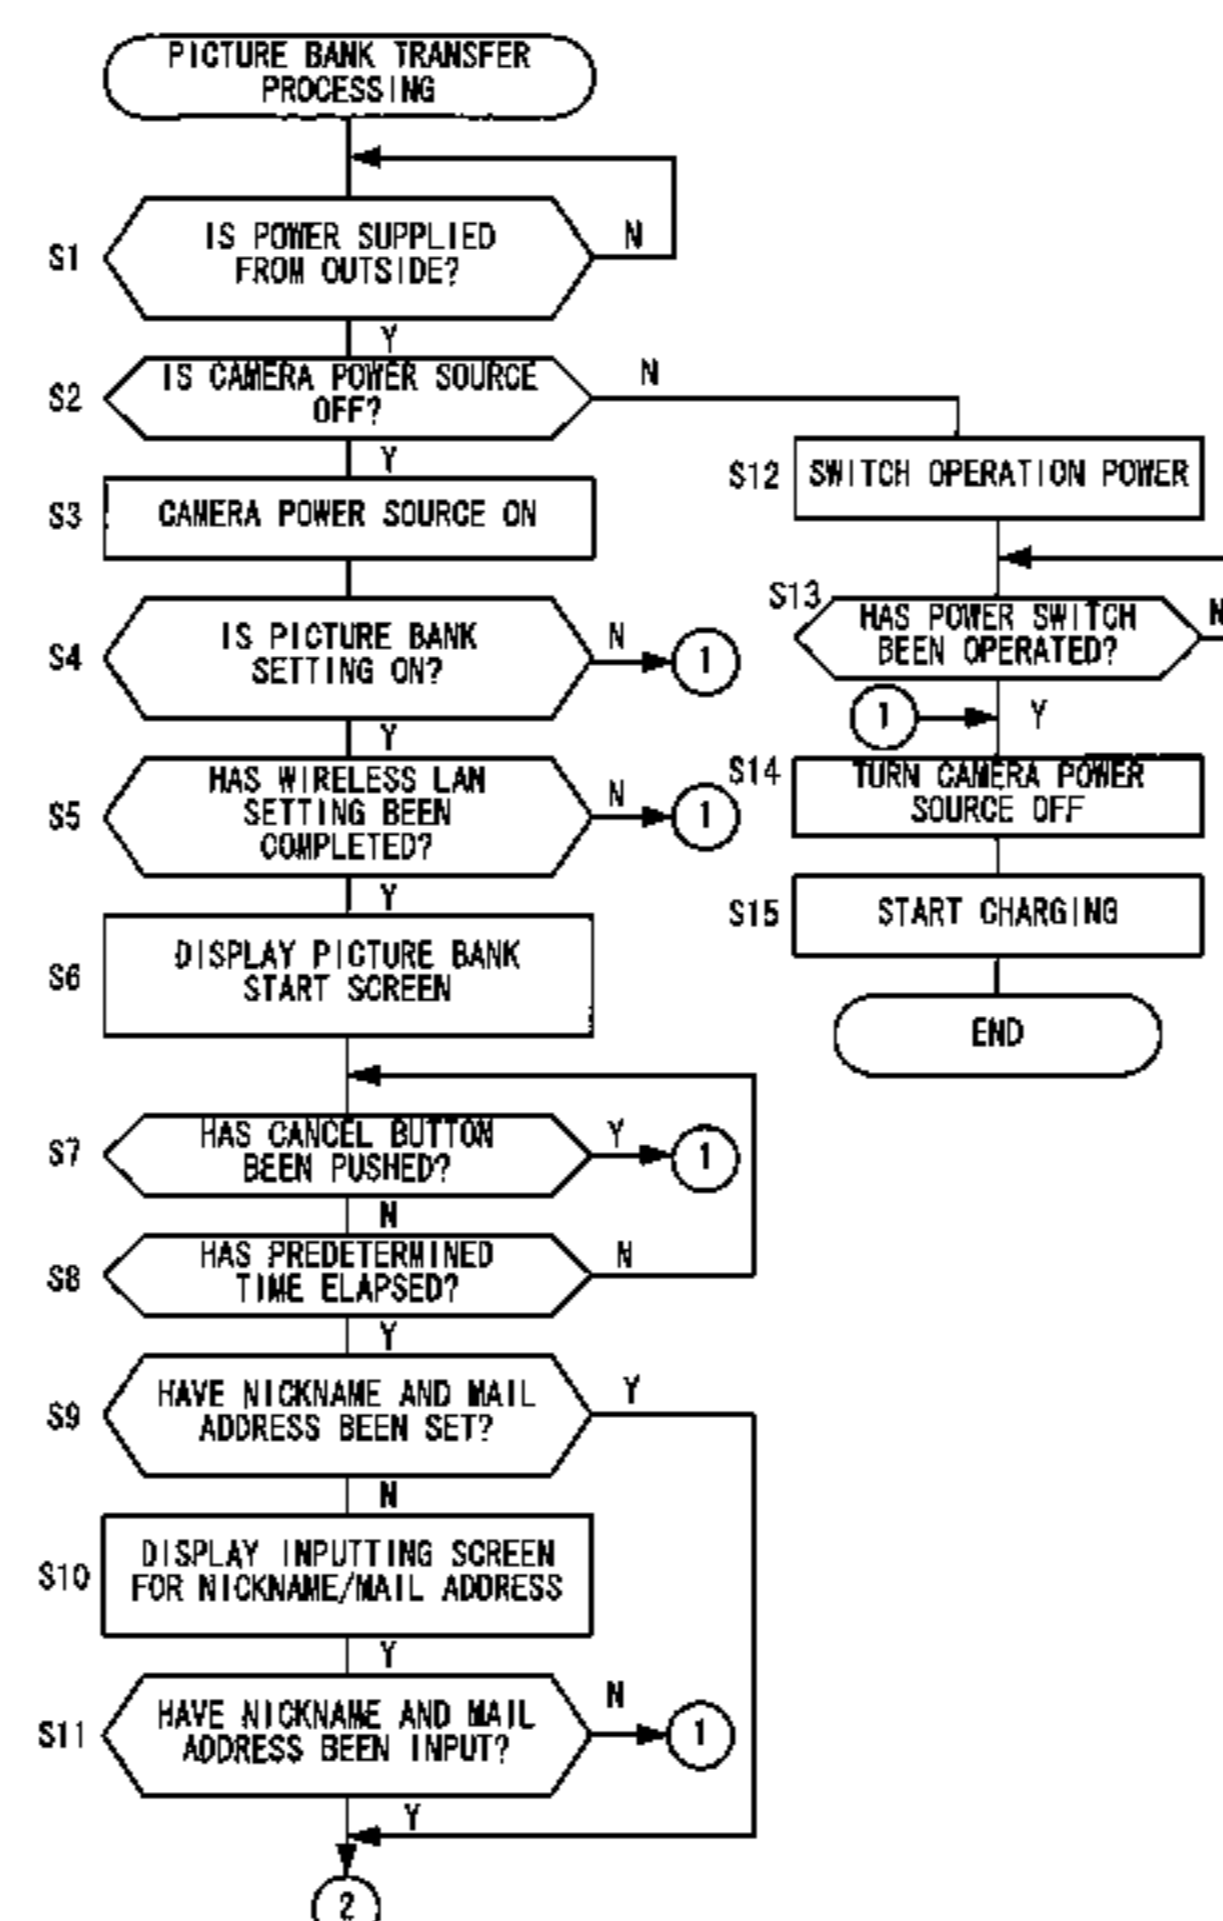 PICTURE BANK TRANSFER
PROCESSING
S1
IS POWER SUPPLIED
FROM OUTSIDE?
N
Y
S2
IS CAMERA POWER SOURCE
OFF?
N
Y
S3
CAMERA POWER SOURCE ON
S4
IS PICTURE BANK
SETTING ON?
N
1
Y
S5
HAS WIRELESS LAN
SETTING BEEN
COMPLETED?
N
1
Y
S6
DISPLAY PICTURE BANK
START SCREEN
S7
HAS CANCEL BUTTON
BEEN PUSHED?
Y
1
N
S8
HAS PREDETERMINED
TIME ELAPSED?
N
Y
S9
HAVE NICKNAME AND MAIL
ADDRESS BEEN SET?
Y
N
S10
DISPLAY INPUTTING SCREEN
FOR NICKNAME/MAIL ADDRESS
Y
S11
HAVE NICKNAME AND MAIL
ADDRESS BEEN INPUT?
N
1
Y
2
S12
SWITCH OPERATION POWER
S13
HAS POWER SWITCH
BEEN OPERATED?
N
1
Y
S14
TURN CAMERA POWER
SOURCE OFF
S15
START CHARGING
END